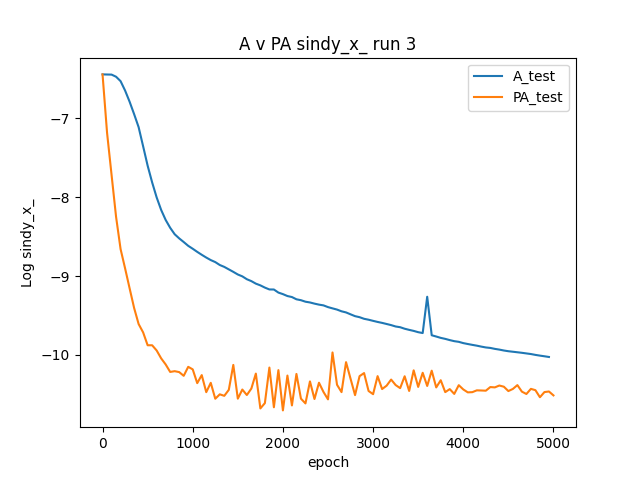 A v PA sindy_x_ run 3
A_test
PA_test
−7
−8
−9
−10
Log sindy_x_
0 1000 2000 3000 4000 5000
epoch